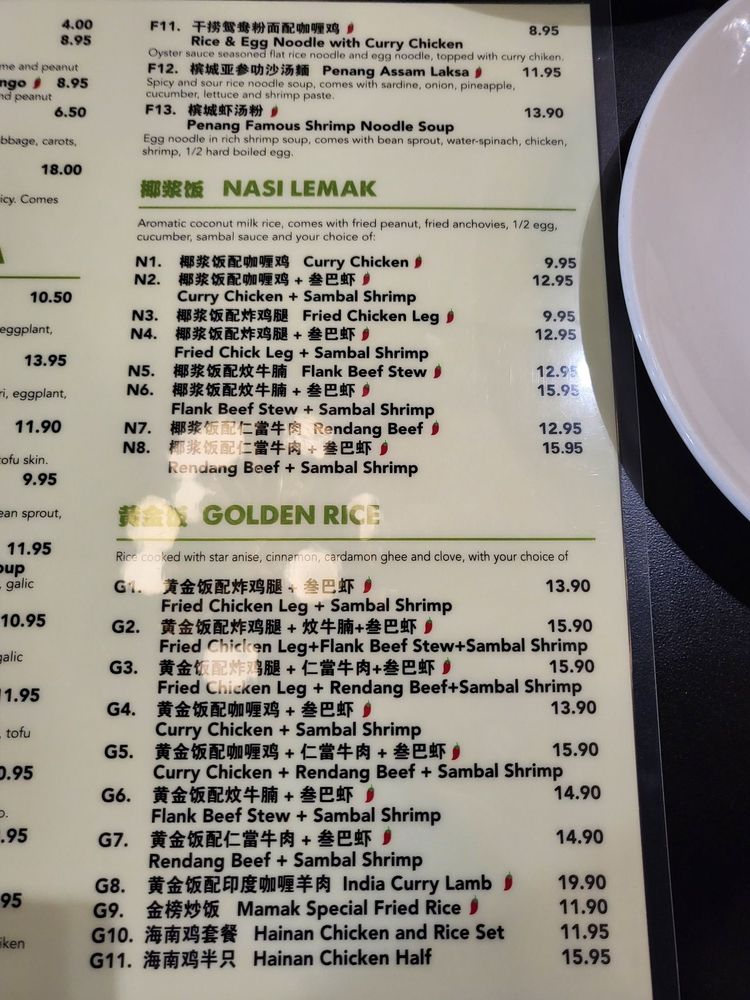 4.00
8.95
me and peanut
ngo 8.95
nd peanut
6.50
bbage, carots,
18.00
icy. Comes
A
10.50
eggplant,
13.95
ri, eggplant,
11.90
tofu skin.
9.95
ean sprout,
11.95
oup
, galic
10.95
galic
1.95
, tofu
0.95
o.
.95
95
iken
F11. 干捞鸳鸯粉面配咖喱鸡 8.95
Rice & Egg Noodle with Curry Chicken
Oyster sauce seasoned flat rice noodle and egg noodle, topped with curry chiken.
F12. 槟城亚参叻沙汤麵 Penang Assam Laksa 11.95
Spicy and sour rice noodle soup, comes with sardine, onion, pineapple,
cucumber, lettuce and shrimp paste.
F13. 槟城虾汤粉 13.90
Penang Famous Shrimp Noodle Soup
Egg noodle in rich shrimp soup, comes with bean sprout, water-spinach, chicken,
shrimp, 1/2 hard boiled egg.
椰浆饭 NASI LEMAK
Aromatic coconut milk rice, comes with fried peanut, fried anchovies, 1/2 egg,
cucumber, sambal sauce and your choice of:
N1. 椰浆饭配咖喱鸡 Curry Chicken 9.95
N2. 椰浆饭配咖喱鸡 + 叁巴虾 12.95
Curry Chicken + Sambal Shrimp
N3. 椰浆饭配炸鸡腿 Fried Chicken Leg 9.95
N4. 椰浆饭配炸鸡腿 + 叁巴虾 12.95
Fried Chick Leg + Sambal Shrimp
N5. 椰浆饭配炆牛腩 Flank Beef Stew 12.95
N6. 椰浆饭配炆牛腩 + 叁巴虾 15.95
Flank Beef Stew + Sambal Shrimp
N7. 椰浆饭配仁當牛肉 Rendang Beef 12.95
N8. 椰浆饭配仁當牛肉 + 叁巴虾 15.95
Rendang Beef + Sambal Shrimp
黄金饭 GOLDEN RICE
Rice cooked with star anise, cinnamon, cardamon ghee and clove, with your choice of
G1. 黄金饭配炸鸡腿 + 叁巴虾 13.90
Fried Chicken Leg + Sambal Shrimp
G2. 黄金饭配炸鸡腿 + 炆牛腩+叁巴虾 15.90
Fried Chicken Leg+Flank Beef Stew+Sambal Shrimp
G3. 黄金饭配炸鸡腿 + 仁當牛肉+叁巴虾 15.90
Fried Chicken Leg + Rendang Beef+Sambal Shrimp
G4. 黄金饭配咖喱鸡 + 叁巴虾 13.90
Curry Chicken + Sambal Shrimp
G5. 黄金饭配咖喱鸡 + 仁當牛肉 + 叁巴虾 15.90
Curry Chicken + Rendang Beef + Sambal Shrimp
G6. 黄金饭配炆牛腩 + 叁巴虾 14.90
Flank Beef Stew + Sambal Shrimp
G7. 黄金饭配仁當牛肉 + 叁巴虾 14.90
Rendang Beef + Sambal Shrimp
G8. 黄金饭配印度咖喱羊肉 India Curry Lamb 19.90
G9. 金榜炒饭 Mamak Special Fried Rice 11.90
G10. 海南鸡套餐 Hainan Chicken and Rice Set 11.95
G11. 海南鸡半只 Hainan Chicken Half 15.95